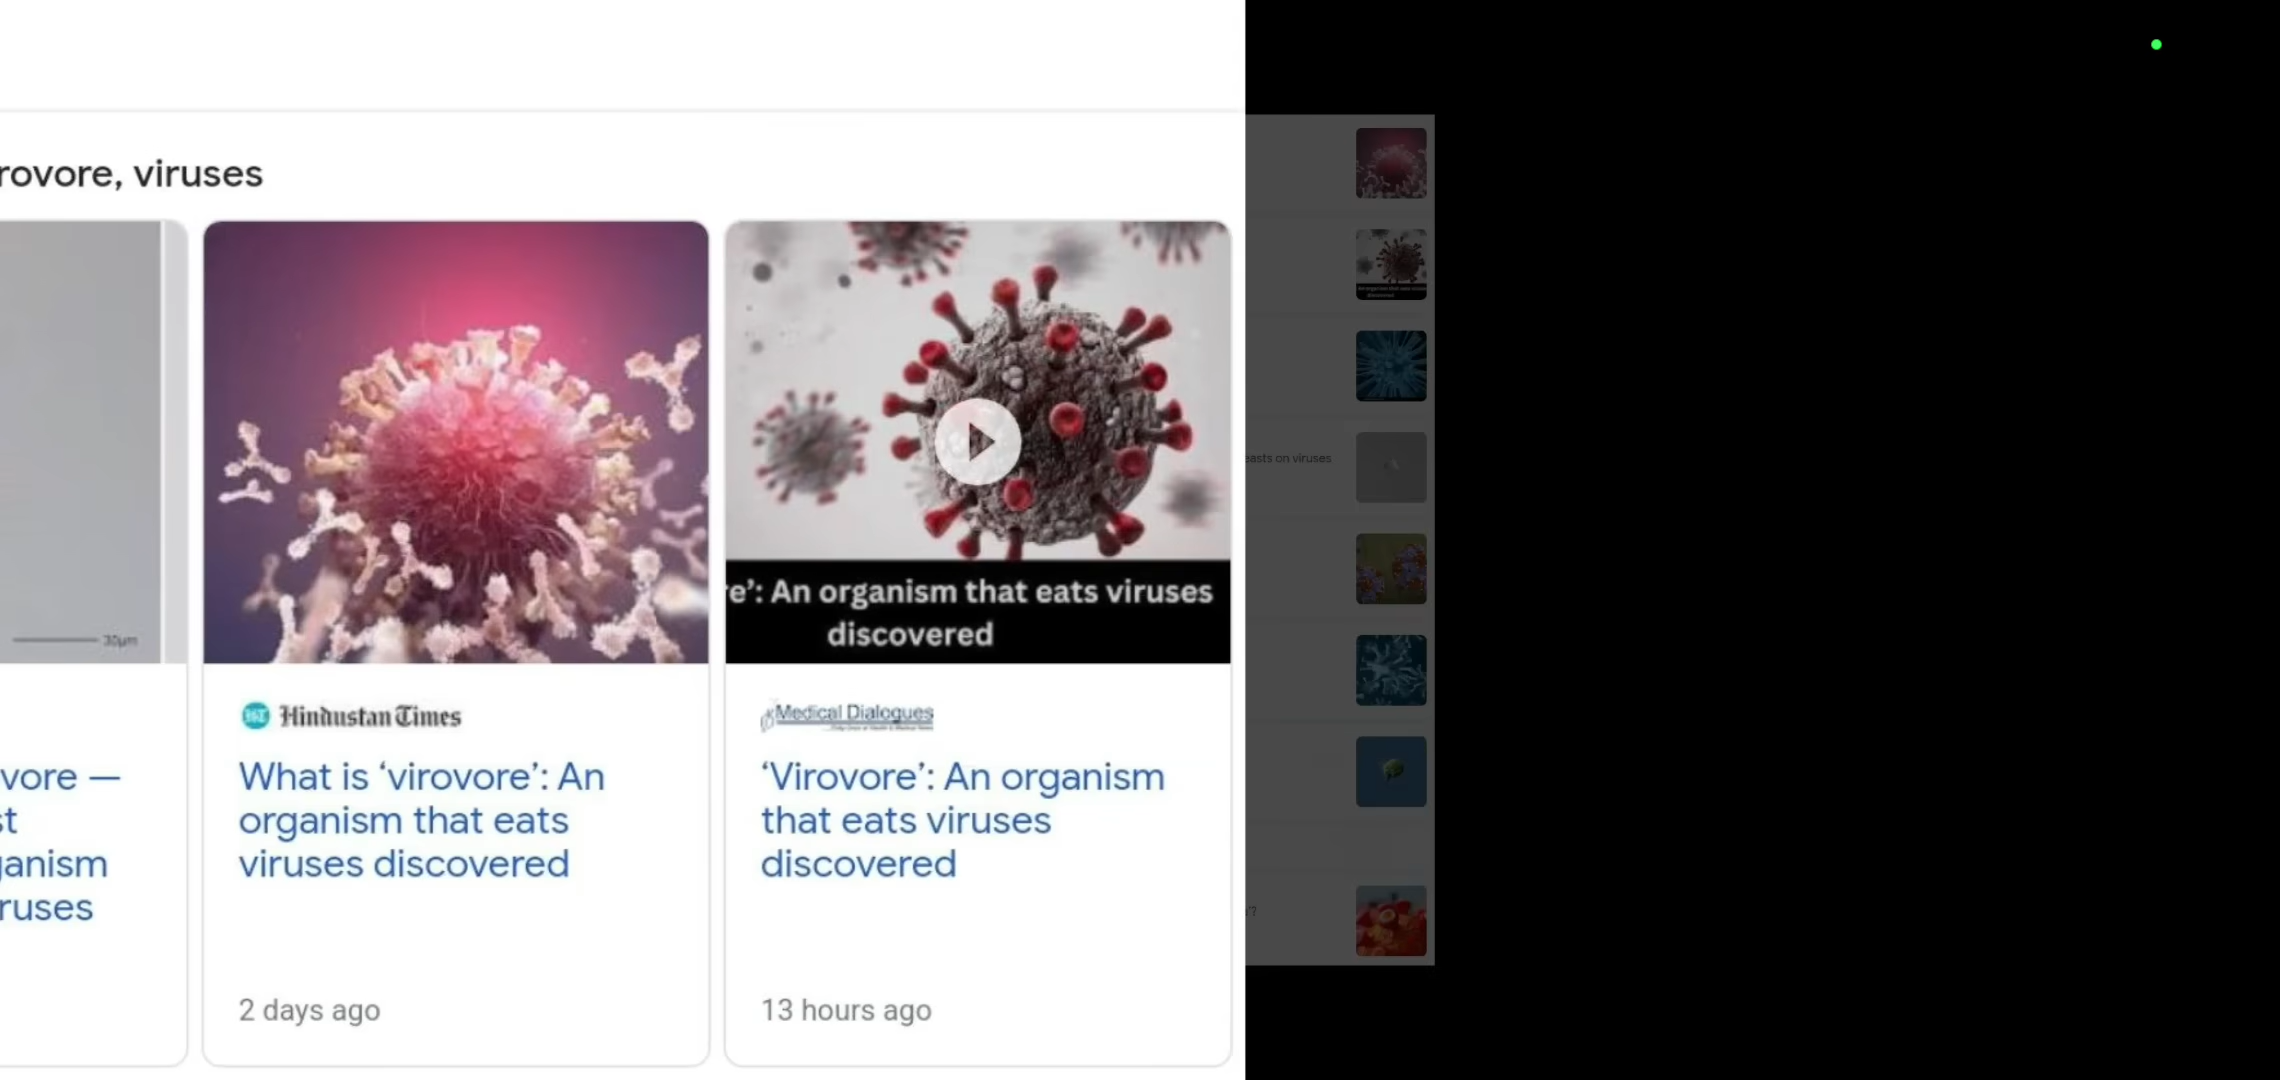 rovore, viruses
e’: An organism that eats viruses
discovered
30µm
HT Hindustan Times
Medical Dialogues
vore —
st
ganism
ruses
What is ‘virovore’: An
organism that eats
viruses discovered
2 days ago
‘Virovore’: An organism
that eats viruses
discovered
13 hours ago
easts on viruses
'?